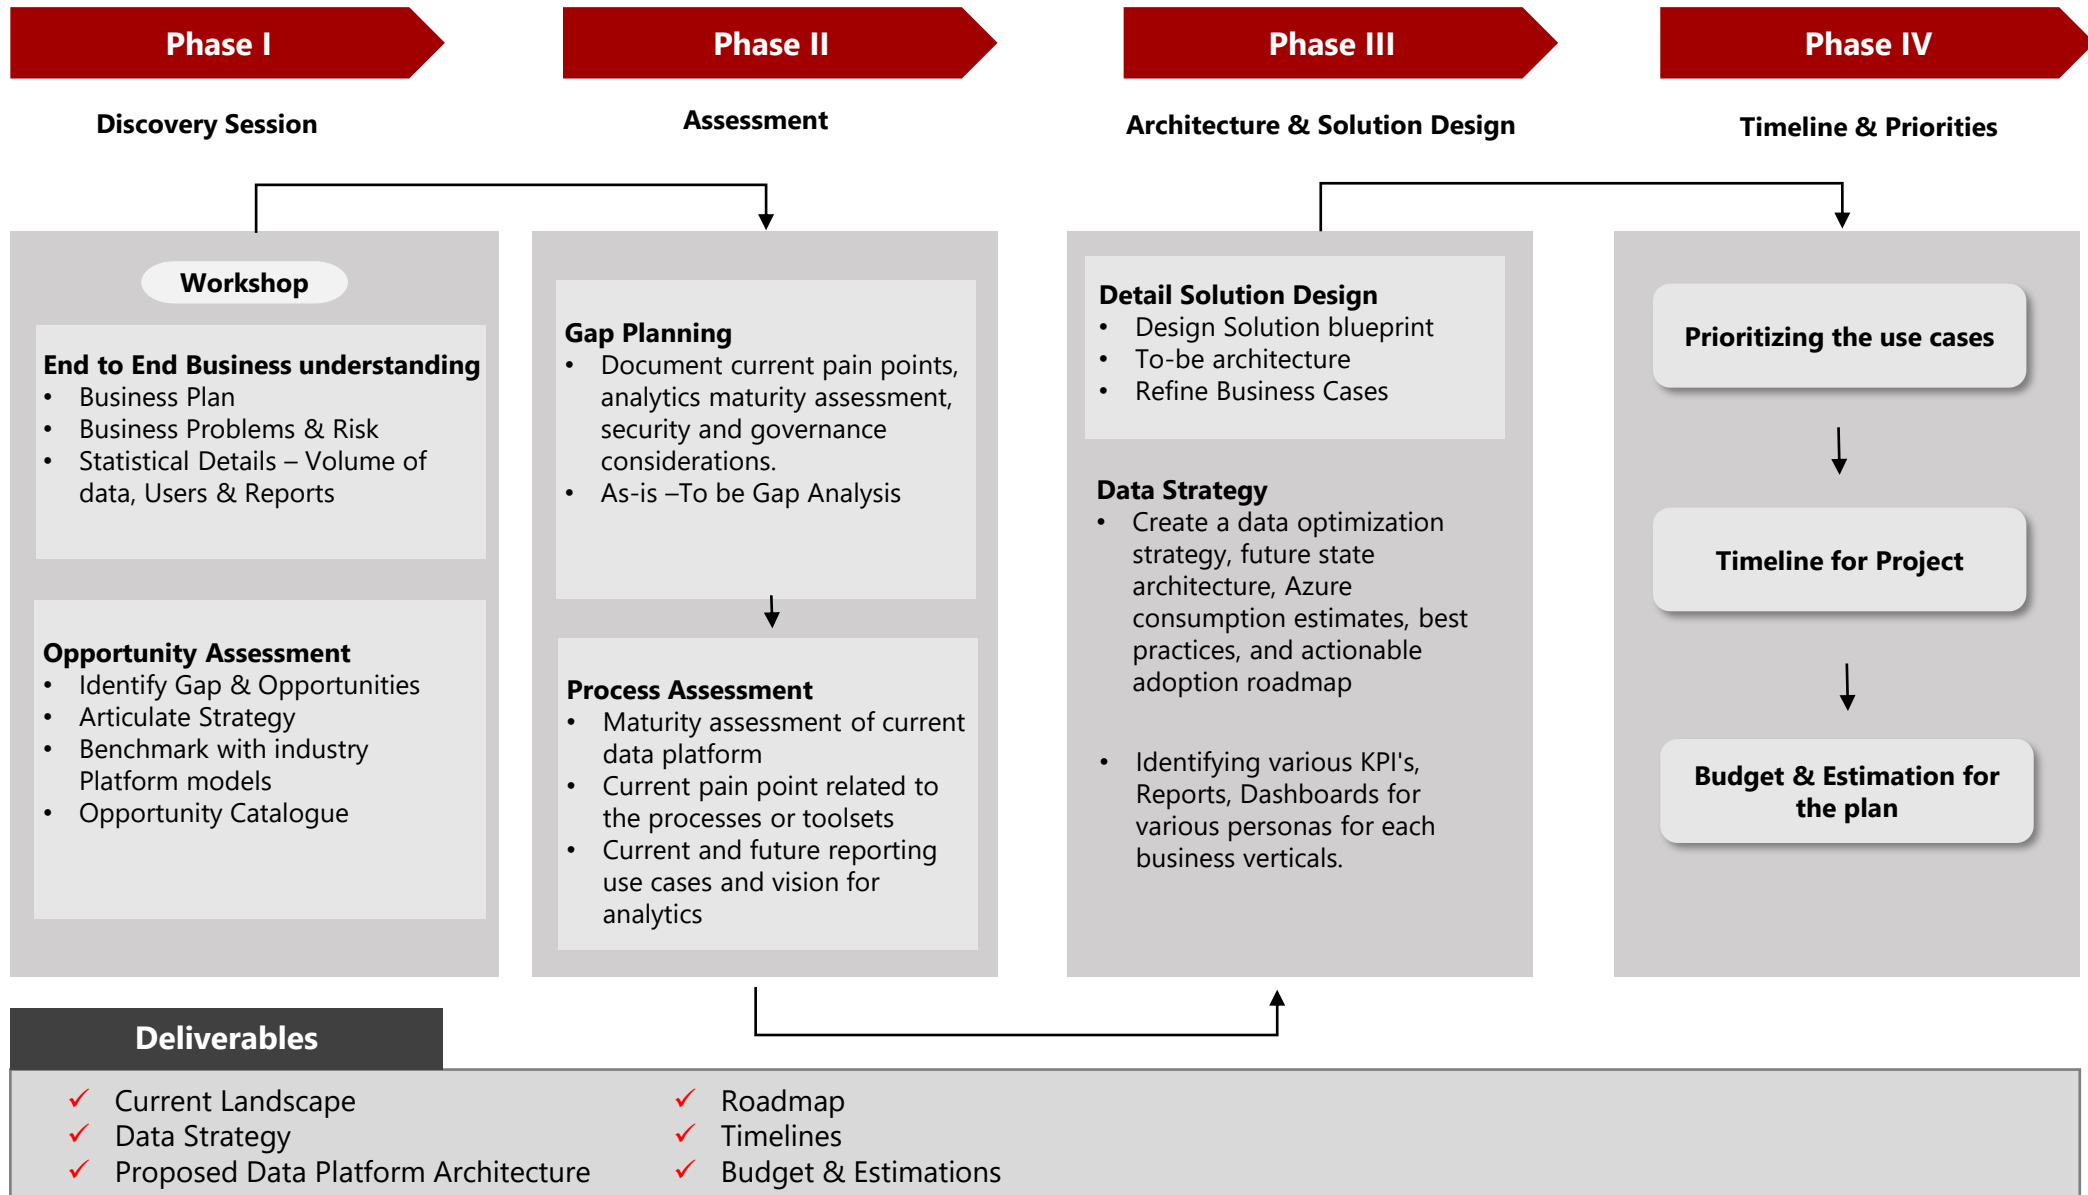 Phase I
Phase II
Phase III
Phase IV
Discovery Session
Assessment
Architecture & Solution Design
Timeline & Priorities
Workshop
End to End Business understanding
• Business Plan
• Business Problems & Risk
• Statistical Details – Volume of
data, Users & Reports
Opportunity Assessment
• Identify Gap & Opportunities
• Articulate Strategy
• Benchmark with industry
Platform models
• Opportunity Catalogue
Gap Planning
• Document current pain points,
analytics maturity assessment,
security and governance
considerations.
• As-is –To be Gap Analysis
Process Assessment
• Maturity assessment of current
data platform
• Current pain point related to
the processes or toolsets
• Current and future reporting
use cases and vision for
analytics
Detail Solution Design
• Design Solution blueprint
• To-be architecture
• Refine Business Cases
Data Strategy
• Create a data optimization
strategy, future state
architecture, Azure
consumption estimates, best
practices, and actionable
adoption roadmap
• Identifying various KPI's,
Reports, Dashboards for
various personas for each
business verticals.
Prioritizing the use cases
Timeline for Project
Budget & Estimation for
the plan
Deliverables
✓ Current Landscape
✓ Data Strategy
✓ Proposed Data Platform Architecture
✓ Roadmap
✓ Timelines
✓ Budget & Estimations